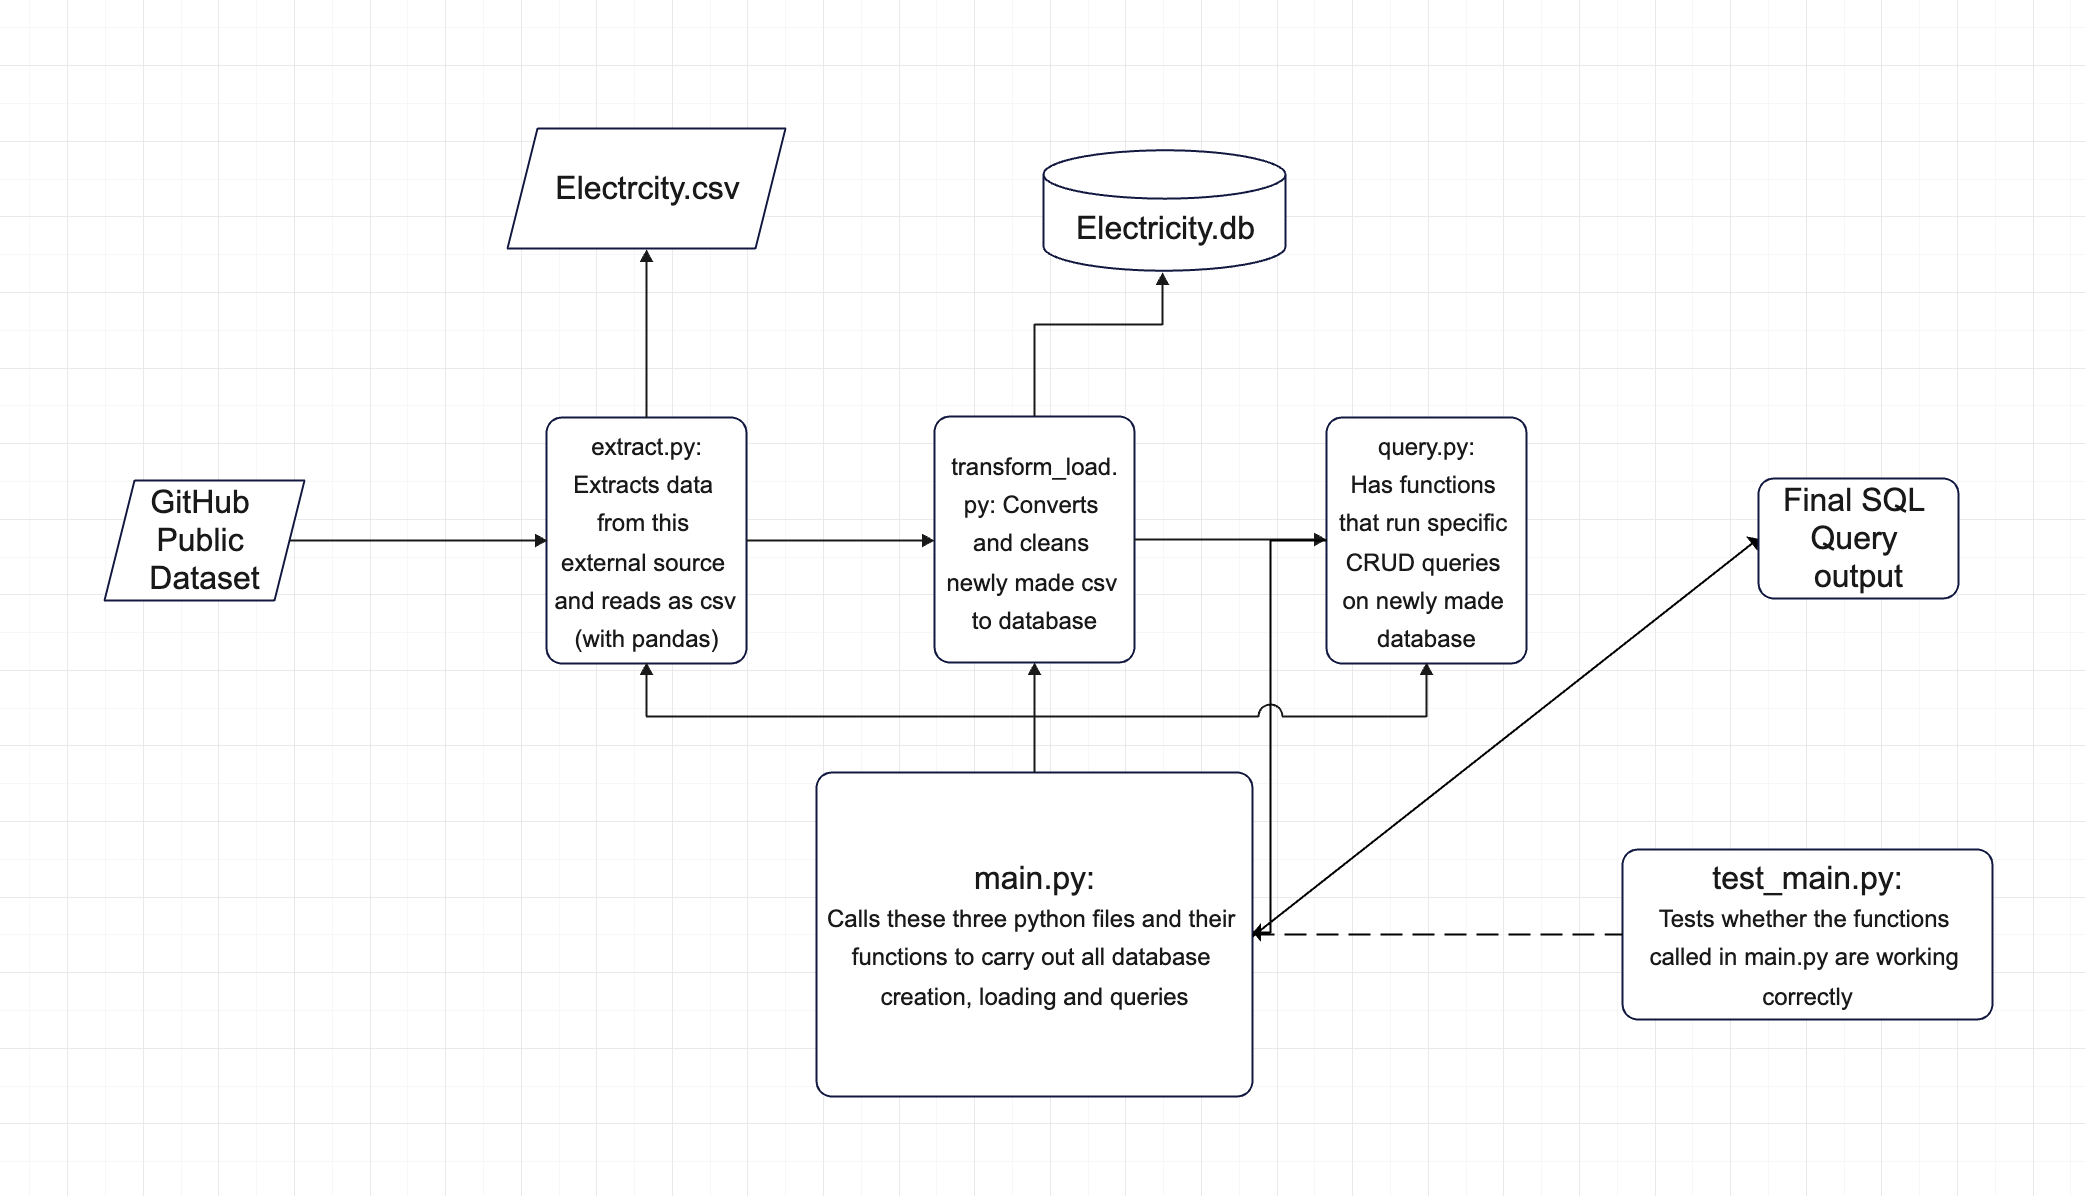 Electrcity.csv
Electricity.db
GitHub
Public
Dataset
extract.py:
Extracts data
from this
external source
and reads as csv
(with pandas)
transform_load.
py: Converts
and cleans
newly made csv
to database
query.py:
Has functions
that run specific
CRUD queries
on newly made
database
Final SQL
Query
output
main.py:
Calls these three python files and their
functions to carry out all database
creation, loading and queries
test_main.py:
Tests whether the functions
called in main.py are working
correctly